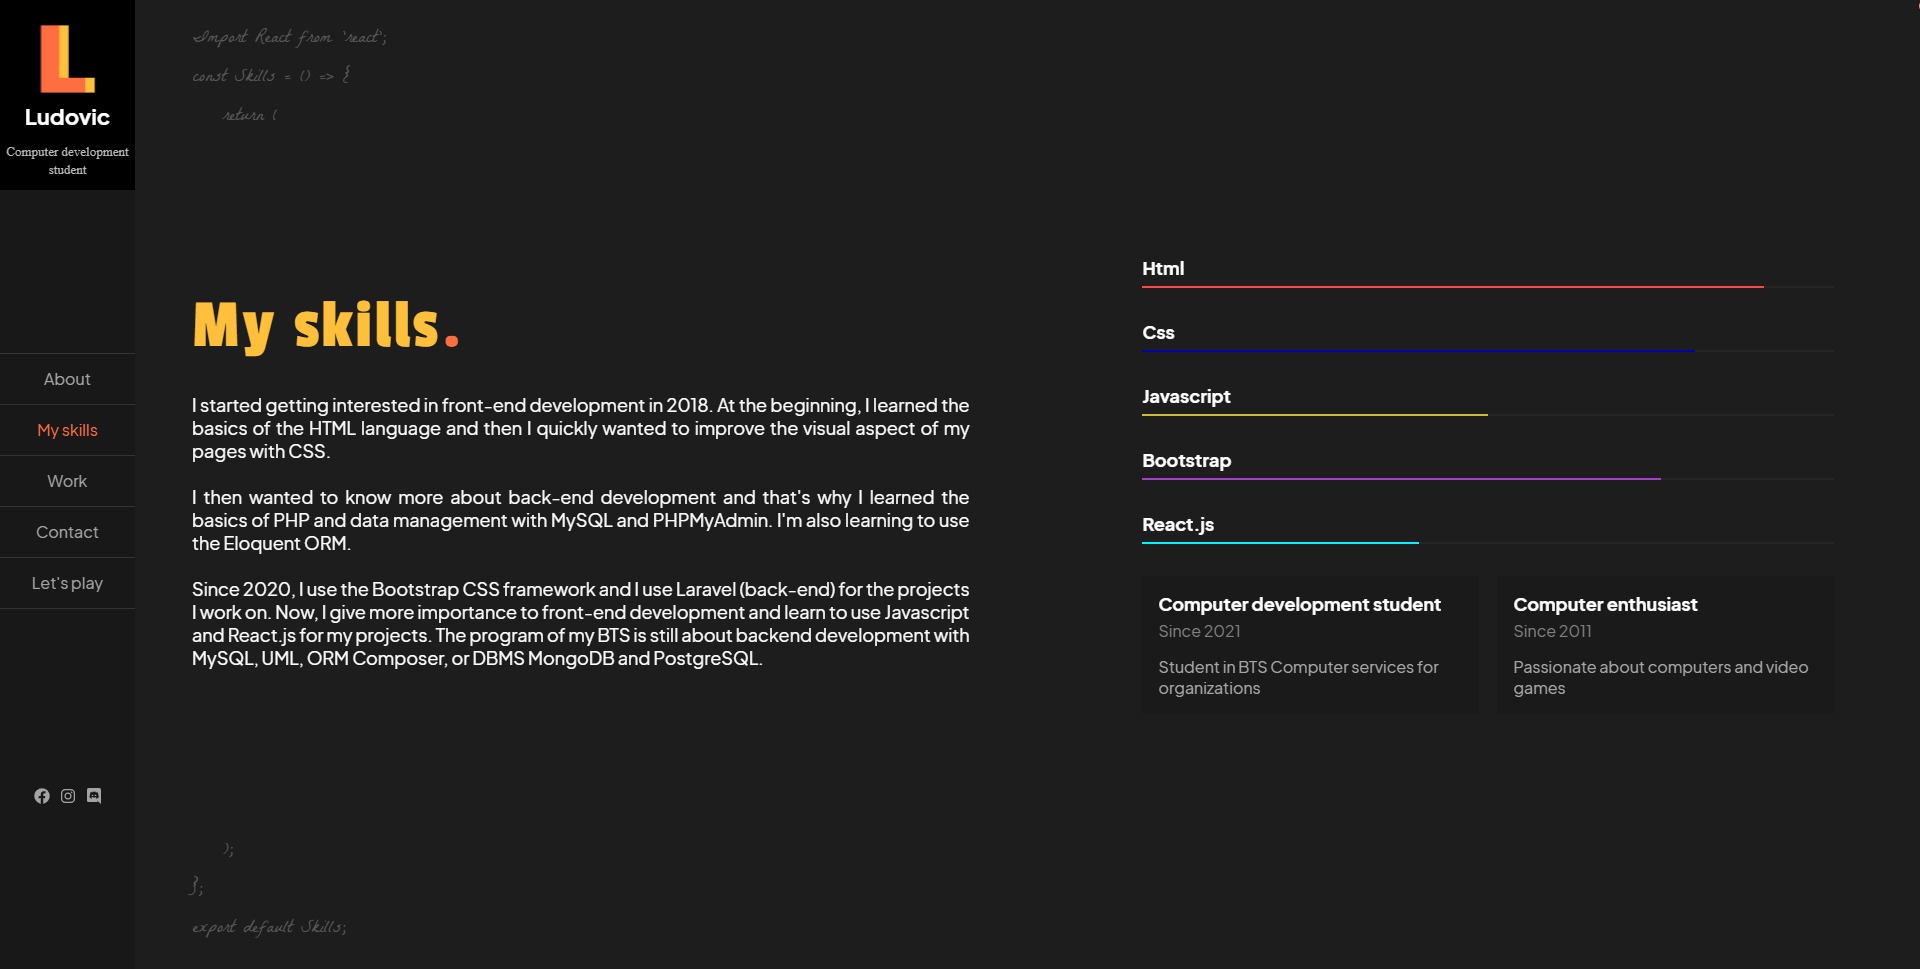 L
Ludovic
Computer development
student
About
My skills
Work
Contact
Let's play
Import React from 'react';
const Skills = () => {
return (
My skills.
I started getting interested in front-end development in 2018. At the beginning, I learned the
basics of the HTML language and then I quickly wanted to improve the visual aspect of my
pages with CSS.
I then wanted to know more about back-end development and that's why I learned the
basics of PHP and data management with MySQL and PHPMyAdmin. I'm also learning to use
the Eloquent ORM.
Since 2020, I use the Bootstrap CSS framework and I use Laravel (back-end) for the projects
I work on. Now, I give more importance to front-end development and learn to use Javascript
and React.js for my projects. The program of my BTS is still about backend development with
MySQL, UML, ORM Composer, or DBMS MongoDB and PostgreSQL.
);
};
export default Skills;
Html
Css
Javascript
Bootstrap
React.js
Computer development student
Since 2021
Student in BTS Computer services for
organizations
Computer enthusiast
Since 2011
Passionate about computers and video
games